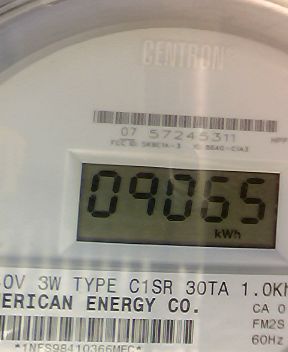 CENTRON
07 57245311
09065
kWh
0V 3W TYPE C1SR 30TA 1.0K
ERICAN ENERGY CO.
CA 0
FM2S
60Hz
*1NES98410366MEC*